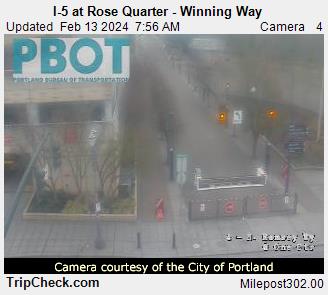 I-5 at Rose Quarter - Winning Way
Updated Feb 13 2024 7:56 AM Camera 4
PBOT
PORTLAND BUREAU OF TRANSPORTATION
Camera courtesy of the City of Portland
TripCheck.com Milepost302.00